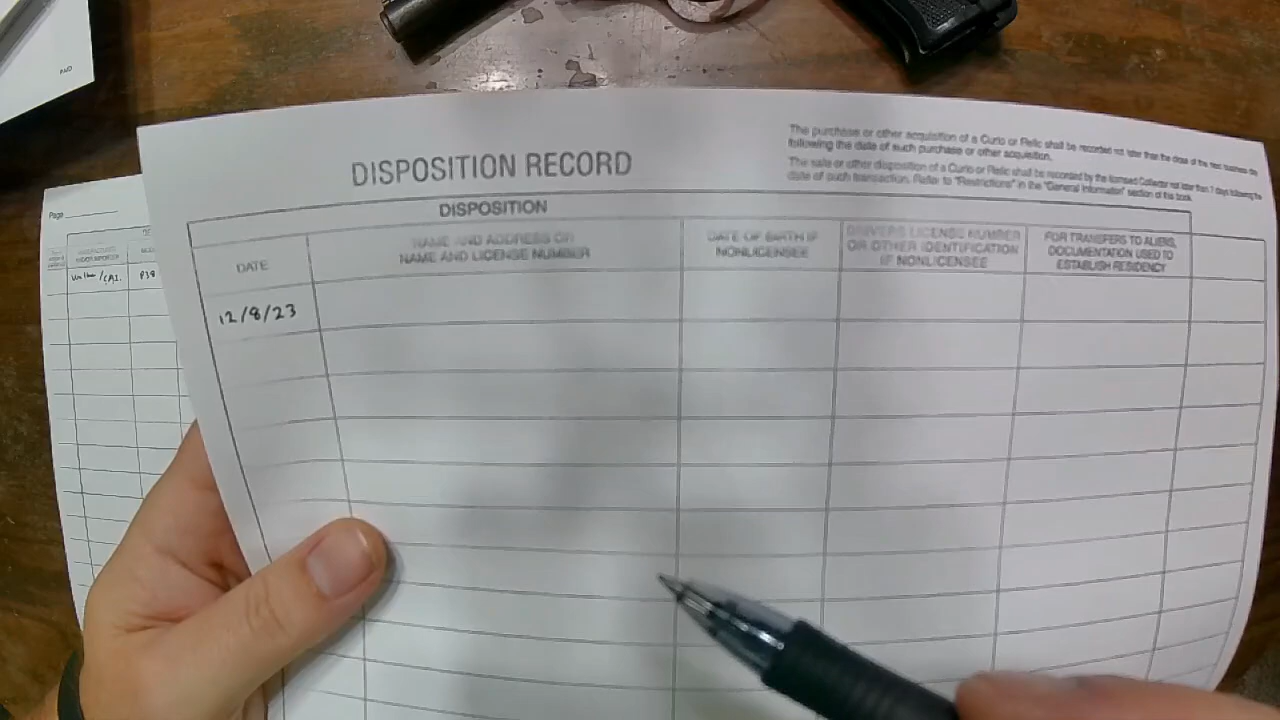 PAID
DISPOSITION RECORD
The purchase or other acquisition of a Curio or Relic shall be recorded not later than the close of the next business day
following the date of such purchase or other acquisition.
The sale or other disposition of a Curio or Relic shall be recorded by the licensed Collector not later than 7 days following the
date of such transaction. Refer to "Restrictions" in the "General Information" section of this book.
DISPOSITION
DATE
NAME AND ADDRESS OR
NAME AND LICENSE NUMBER
DATE OF BIRTH IF
NONLICENSEE
DRIVERS LICENSE NUMBER
OR OTHER IDENTIFICATION
IF NONLICENSEE
FOR TRANSFERS TO ALIENS,
DOCUMENTATION USED TO
ESTABLISH RESIDENCY
12/8/23
Page
P38